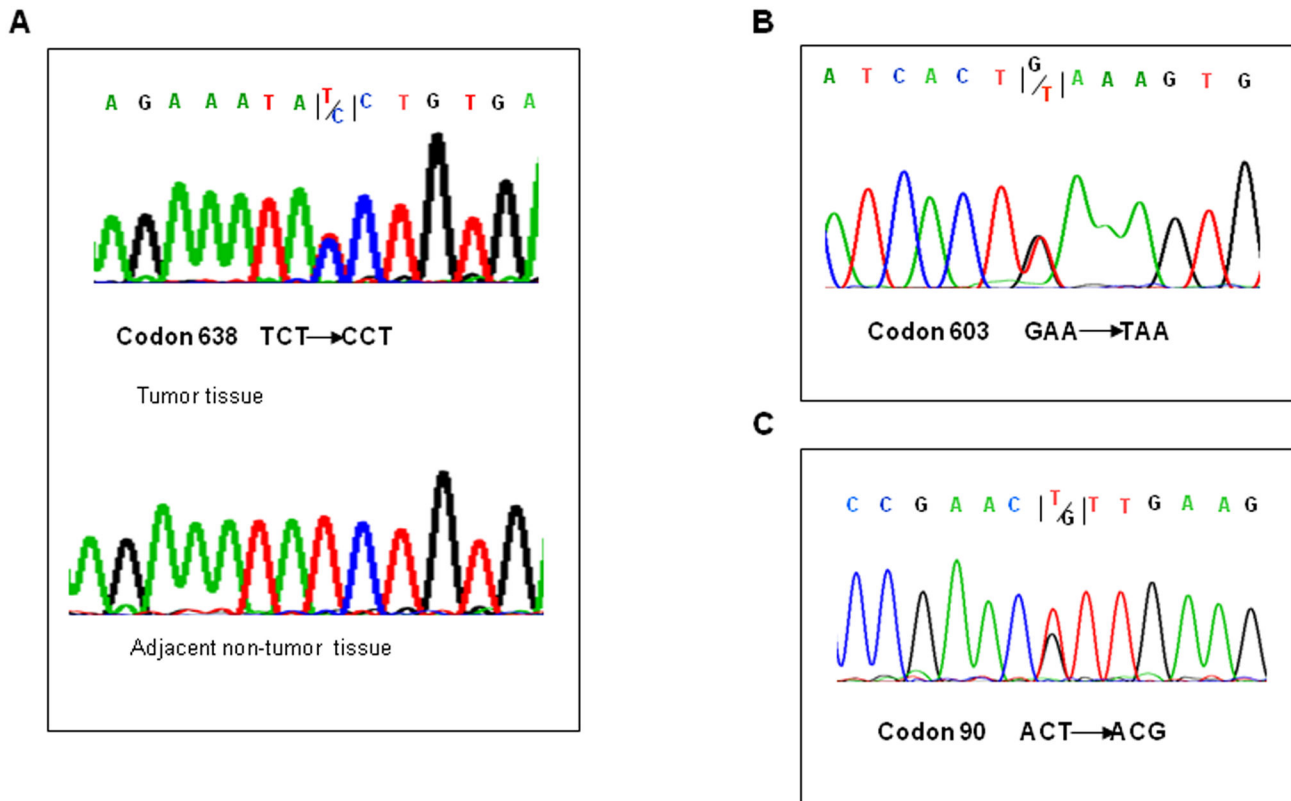 A
A G A A A T A |T/C| C T G T G A
Codon 638 TCT→CCT
Tumor tissue
Adjacent non-tumor tissue
B
A T C A C T |G/T| A A A G T G
Codon 603 GAA→TAA
C
C C G A A C |T/G| T T G A A G
Codon 90 ACT→ACG